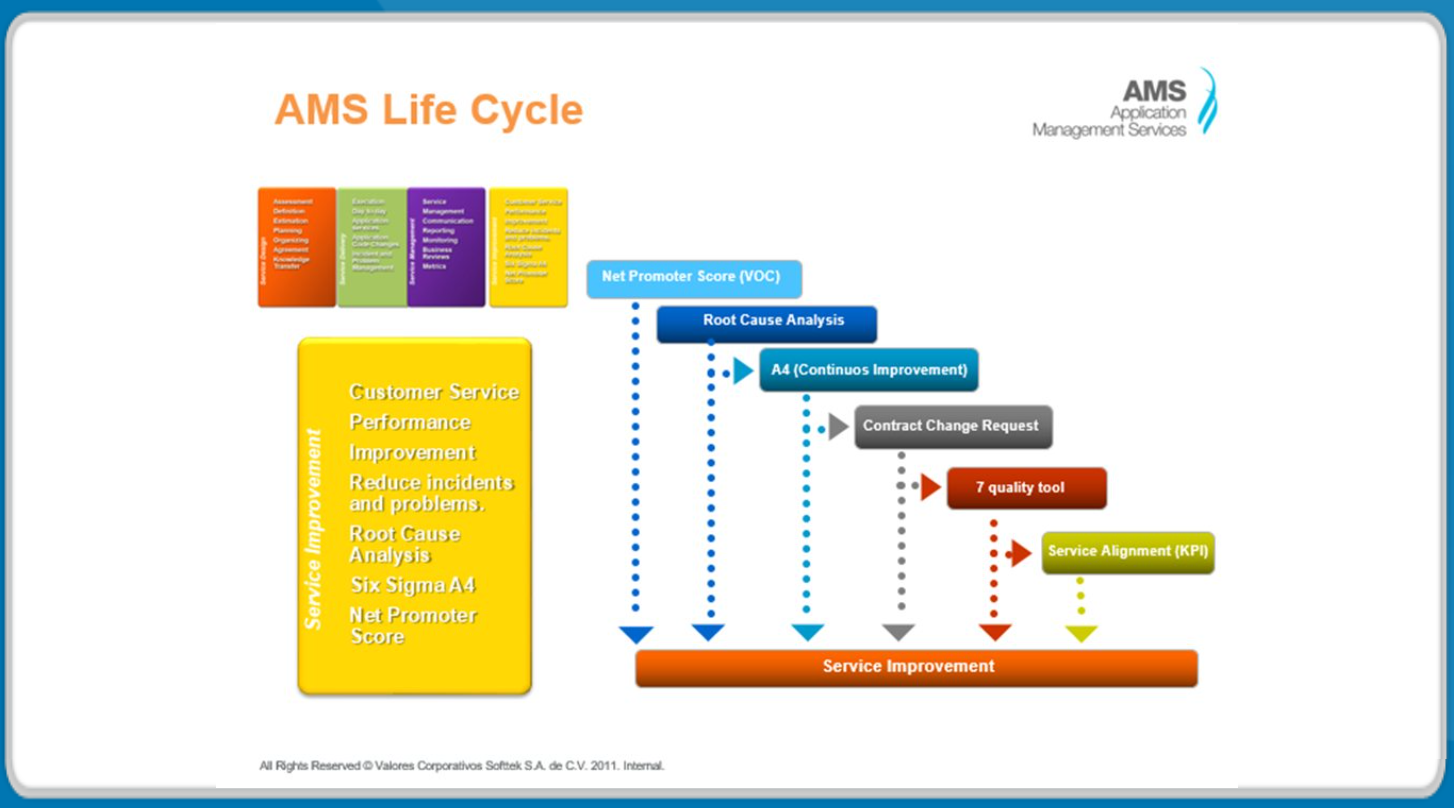 AMS Life Cycle
AMS
Application
Management Services
Service Design
Assessment
Definition
Estimation
Planning
Organizing
Agreement
Knowledge
Transfer
Service Delivery
Execution
Day to day
Application
services
Application
Code Changes
Incident and
Problem
Management
Service Management
Service
Management
Communication
Reporting
Monitoring
Business
Reviews
Metrics
Service Improvement
Customer Service
Performance
Improvement
Reduce incidents
and problems.
Root Cause
Analysis
Six Sigma A4
Net Promoter
Score
Net Promoter Score (VOC)
Root Cause Analysis
A4 (Continuos Improvement)
Contract Change Request
7 quality tool
Service Alignment (KPI)
Service Improvement
Service Improvement
Customer Service
Performance
Improvement
Reduce incidents
and problems.
Root Cause
Analysis
Six Sigma A4
Net Promoter
Score
All Rights Reserved © Valores Corporativos Softtek S.A. de C.V. 2011. Internal.